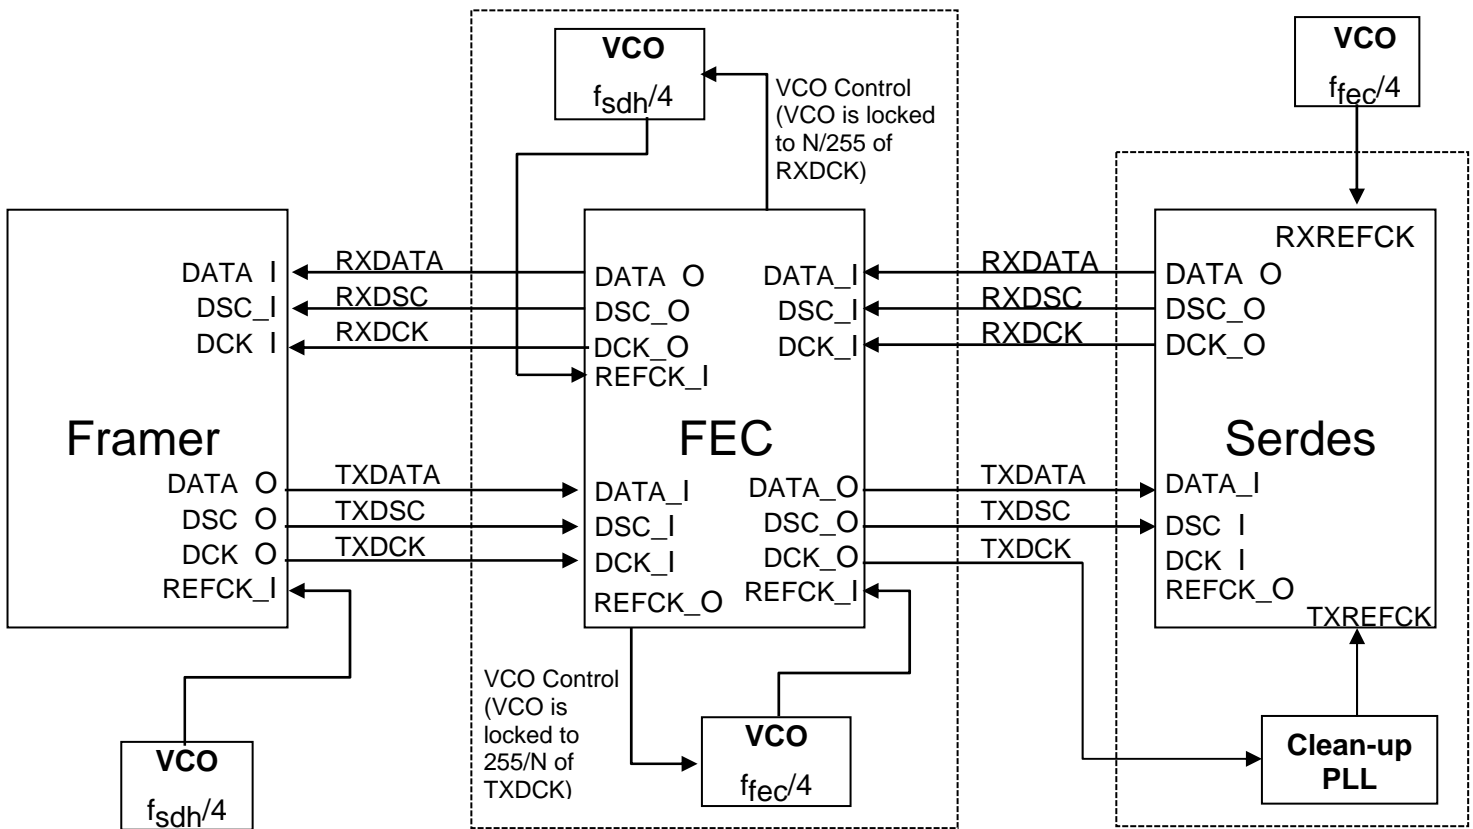 VCO
fsdh/4
VCO Control
(VCO is locked
to N/255 of
RXDCK)
VCO
ffec/4
RXREFCK
DATA I
DSC_I
DCK I
RXDATA
RXDSC
RXDCK
DATA O
DSC_O
DCK_O
REFCK_I
DATA_I
DSC_I
DCK_I
RXDATA
RXDSC
RXDCK
DATA O
DSC_O
DCK_O
Framer
FEC
Serdes
DATA O
DSC O
DCK O
REFCK_I
TXDATA
TXDSC
TXDCK
DATA_I
DSC_I
DCK_I
REFCK_O
DATA_O
DSC_O
DCK_O
REFCK_I
TXDATA
TXDSC
TXDCK
DATA_I
DSC I
DCK I
REFCK_O
TXREFCK
VCO
fsdh/4
VCO Control
(VCO is
locked to
255/N of
TXDCK)
VCO
ffec/4
Clean-up
PLL